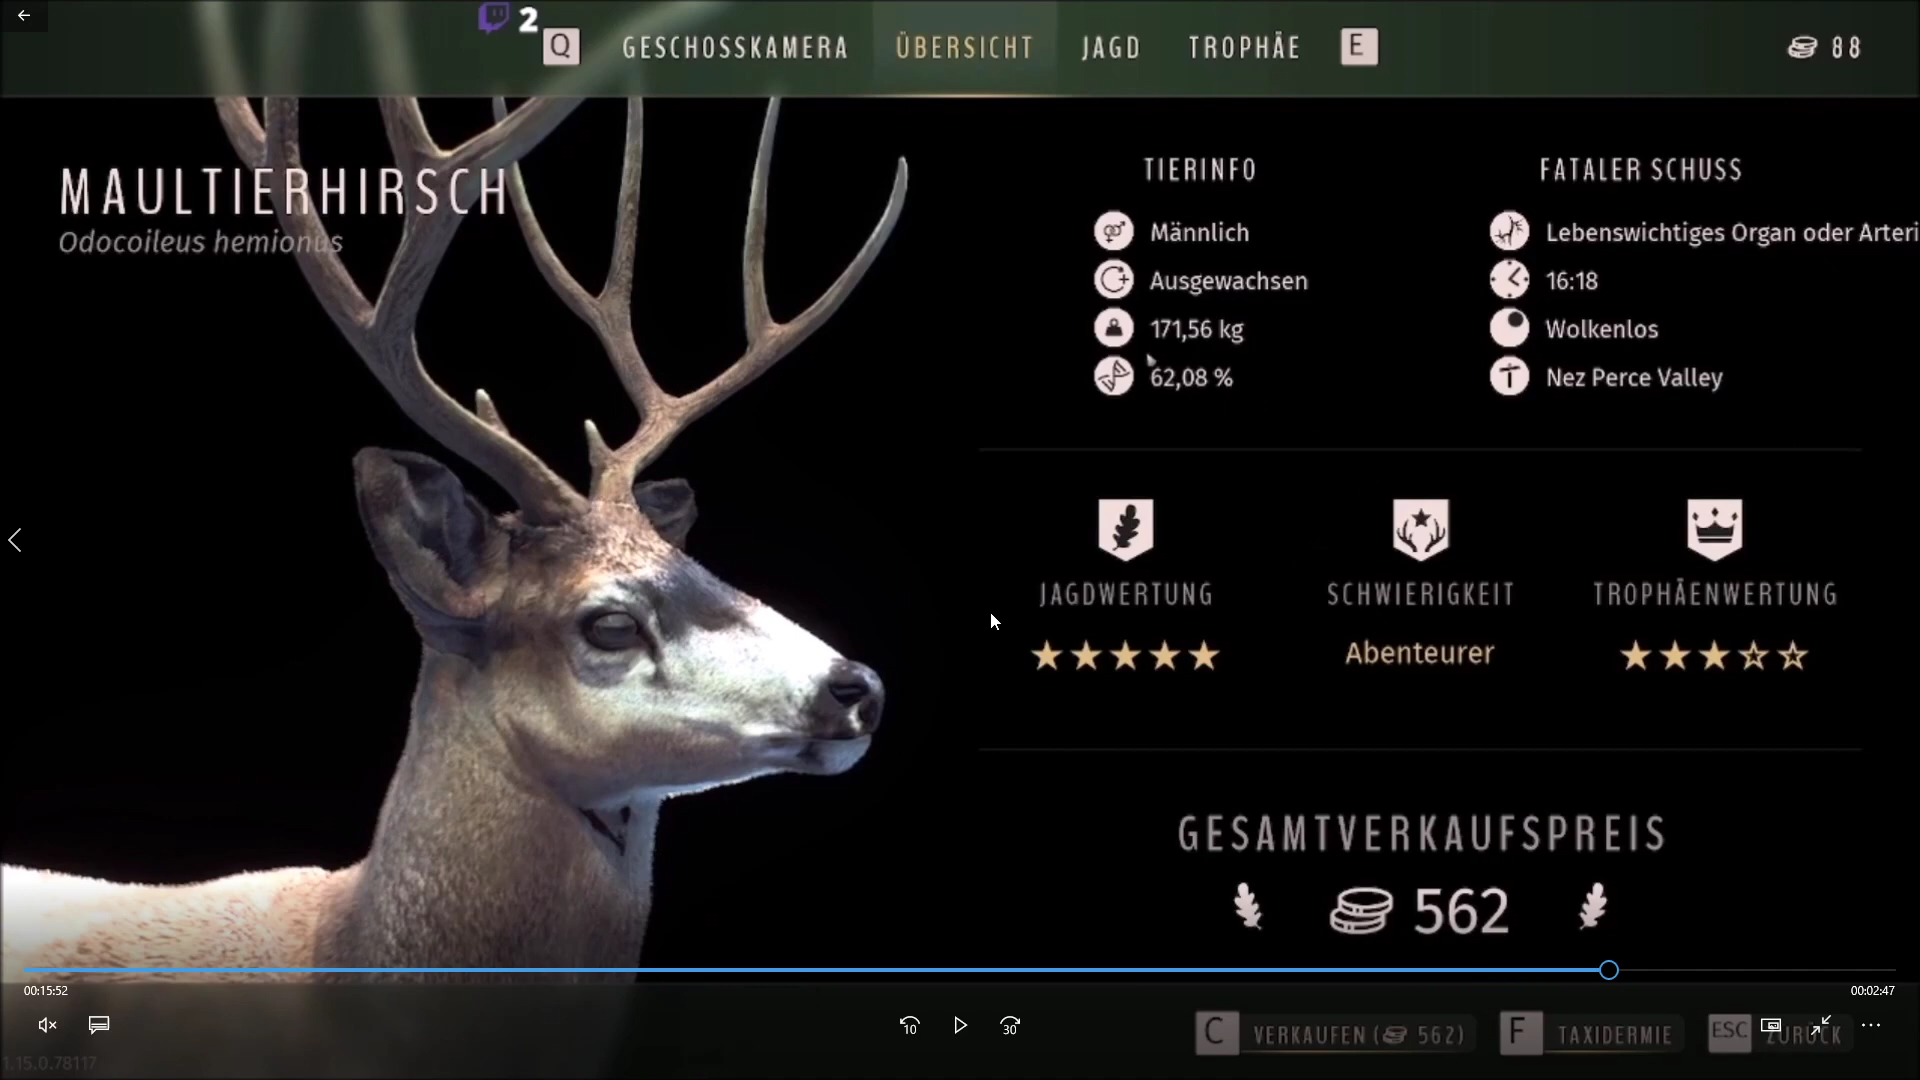 2
Q GESCHOSSKAMERA ÜBERSICHT JAGD TROPHÄE E 88
MAULTIERHIRSCH
Odocoileus hemionus
TIERINFO
Männlich
Ausgewachsen
171,56 kg
62,08 %
FATALER SCHUSS
Lebenswichtiges Organ oder Arteri
16:18
Wolkenlos
Nez Perce Valley
JAGDWERTUNG
SCHWIERIGKEIT
Abenteurer
TROPHÄENWERTUNG
GESAMTVERKAUFSPREIS
562
00:15:52
00:02:47
10
30
C VERKAUFEN ( 562) F TAXIDERMIE ESC ZURÜCK
1.15.0.78117